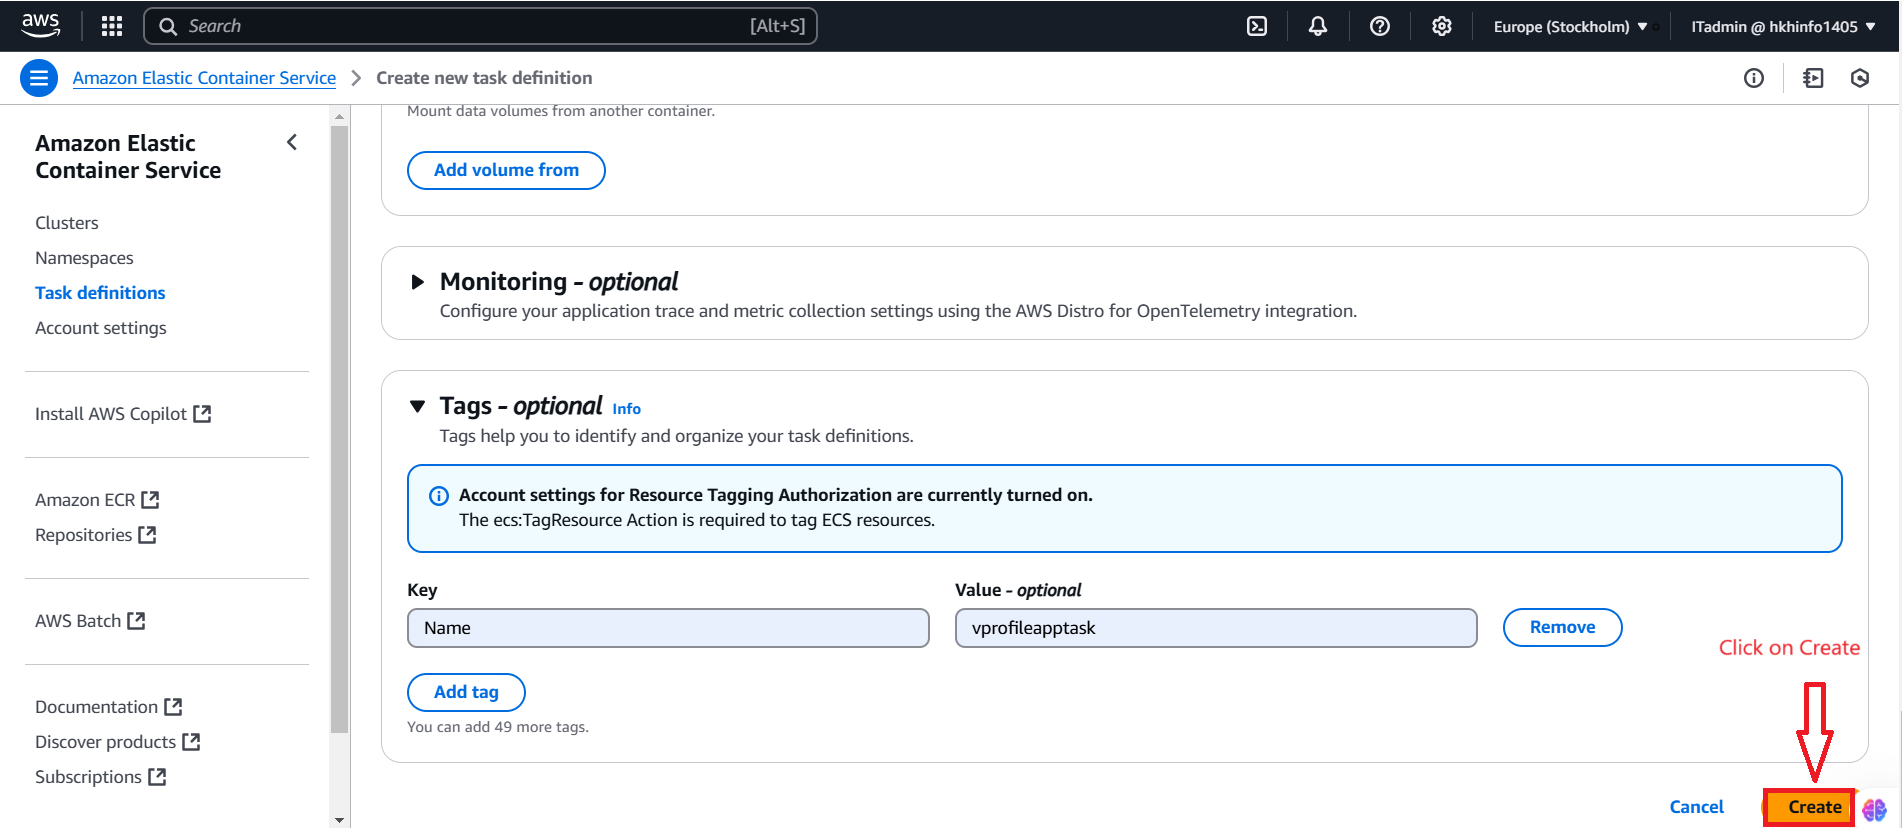 aws
Search [Alt+S] Europe (Stockholm) ITadmin @ hkhinfo1405
Amazon Elastic Container Service Create new task definition
Amazon Elastic
Container Service
Clusters
Namespaces
Task definitions
Account settings
Install AWS Copilot
Amazon ECR
Repositories
AWS Batch
Documentation
Discover products
Subscriptions
Mount data volumes from another container.
Add volume from
Monitoring - optional
Configure your application trace and metric collection settings using the AWS Distro for OpenTelemetry integration.
Tags - optional Info
Tags help you to identify and organize your task definitions.
Account settings for Resource Tagging Authorization are currently turned on.
The ecs:TagResource Action is required to tag ECS resources.
Key Value - optional
Name vprofileapptask Remove
Click on Create
Add tag
You can add 49 more tags.
Cancel Create